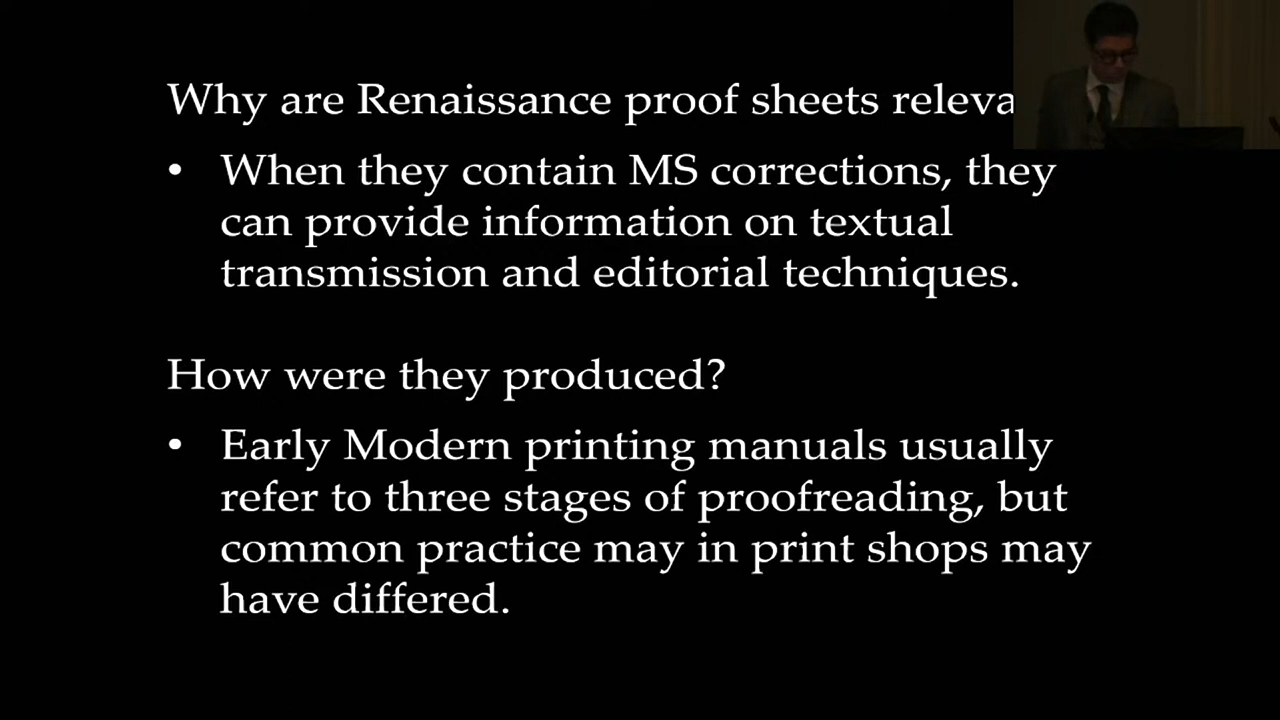 Why are Renaissance proof sheets releva
• When they contain MS corrections, they
can provide information on textual
transmission and editorial techniques.
How were they produced?
• Early Modern printing manuals usually
refer to three stages of proofreading, but
common practice may in print shops may
have differed.